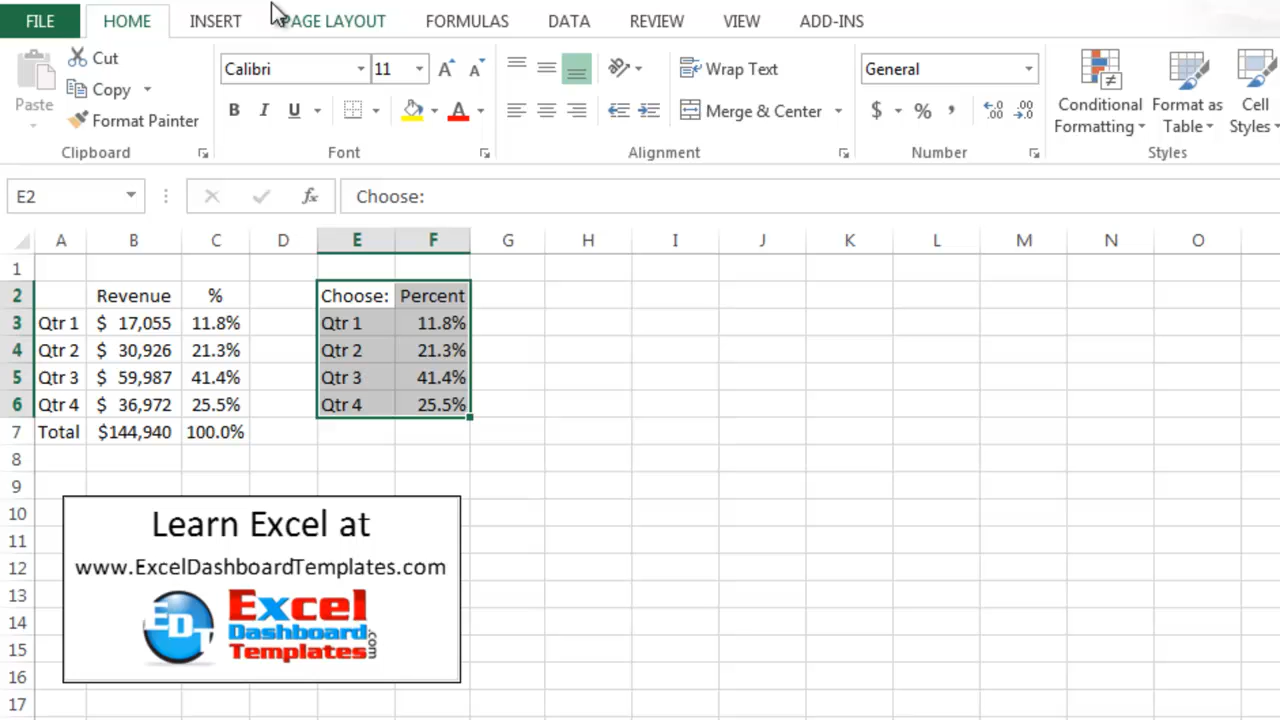 FILE HOME INSERT PAGE LAYOUT FORMULAS DATA REVIEW VIEW ADD-INS
Paste
Cut
Copy
Format Painter
Clipboard
Calibri 11
B I U A
Font
Wrap Text
Merge & Center
Alignment
General
$ % , .0 .00
Number
Conditional Formatting
Format as Table
Cell Styles
Styles
E2 fx Choose:
A B C D E F G H I J K L M N O
1
2 Revenue % Choose: Percent
3 Qtr 1 $ 17,055 11.8% Qtr 1 11.8%
4 Qtr 2 $ 30,926 21.3% Qtr 2 21.3%
5 Qtr 3 $ 59,987 41.4% Qtr 3 41.4%
6 Qtr 4 $ 36,972 25.5% Qtr 4 25.5%
7 Total $144,940 100.0%
8
9
10
11
12
13
14
15
16
17
Learn Excel at
www.ExcelDashboardTemplates.com
EDT
Excel
Dashboard
Templates.com